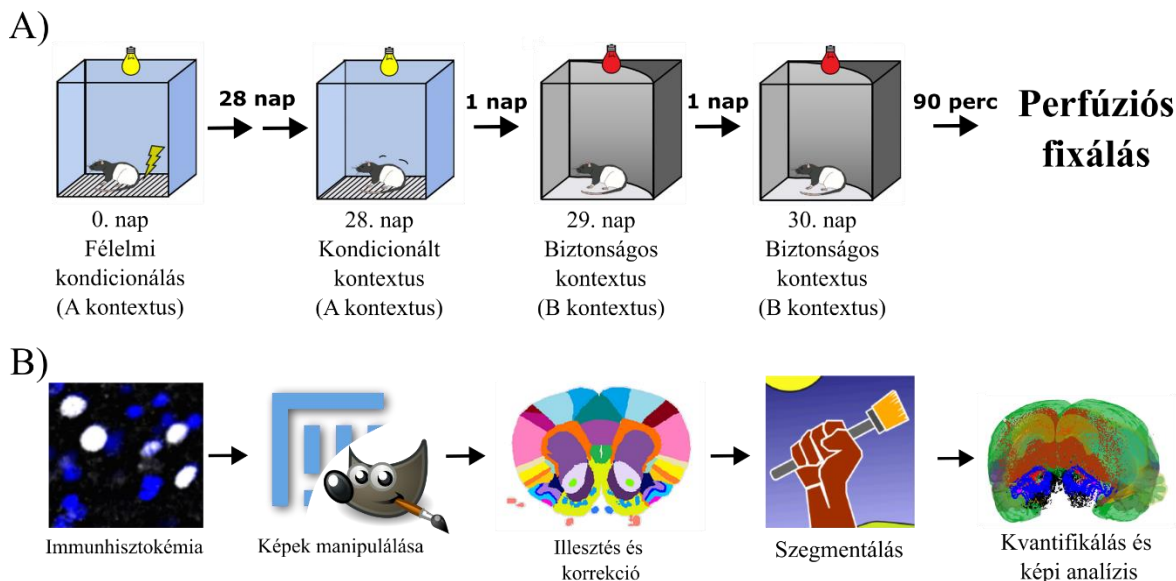 A)
28 nap
1 nap
1 nap
90 perc
Perfúziós
fixálás
0. nap
Félelmi
kondicionálás
(A kontextus)
28. nap
Kondicionált
kontextus
(A kontextus)
29. nap
Biztonságos
kontextus
(B kontextus)
30. nap
Biztonságos
kontextus
(B kontextus)
B)
Immunhisztokémia
Képek manipulálása
Illesztés és
korrekció
Szegmentálás
Kvantifikálás és
képi analízis